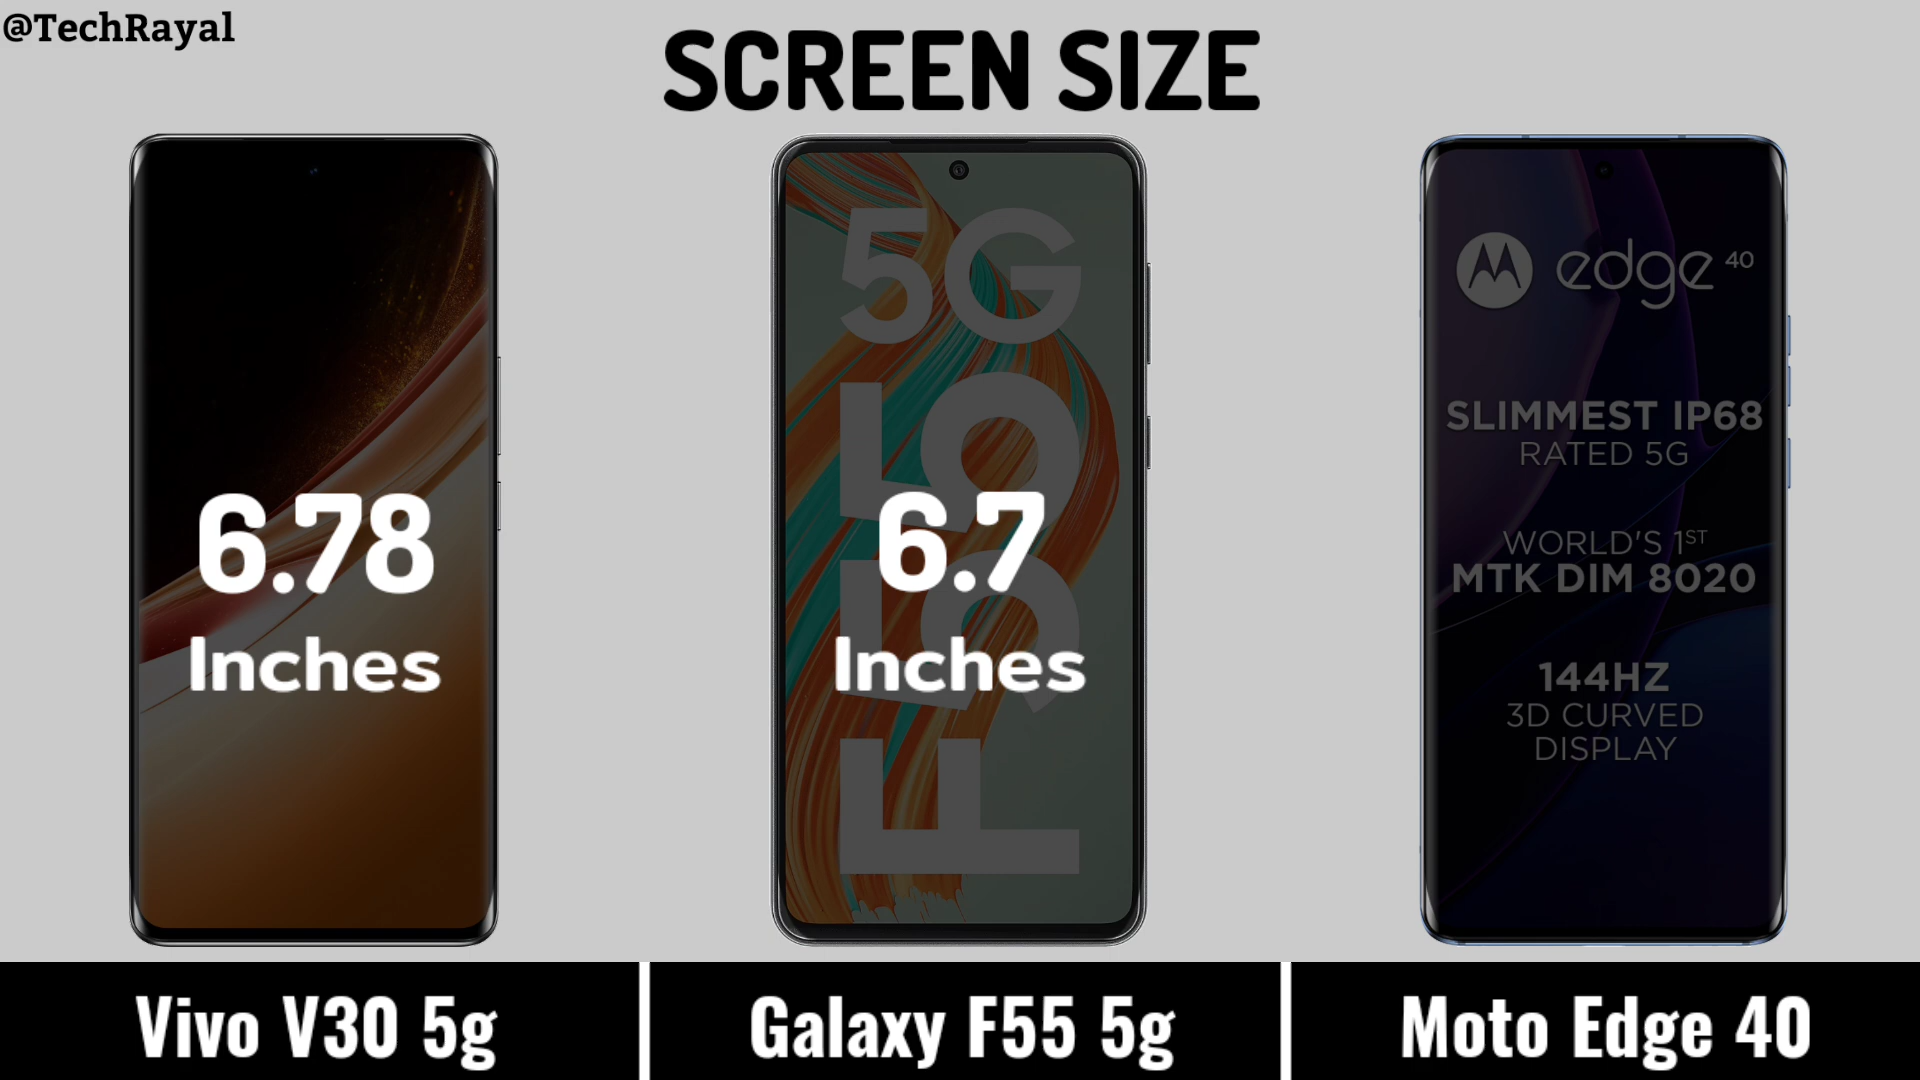 @TechRayal
SCREEN SIZE
5G
F55
6.78
Inches
6.7
Inches
edge 40
SLIMMEST IP68
RATED 5G
WORLD'S 1ST
MTK DIM 8020
144HZ
3D CURVED
DISPLAY
Vivo V30 5g
Galaxy F55 5g
Moto Edge 40